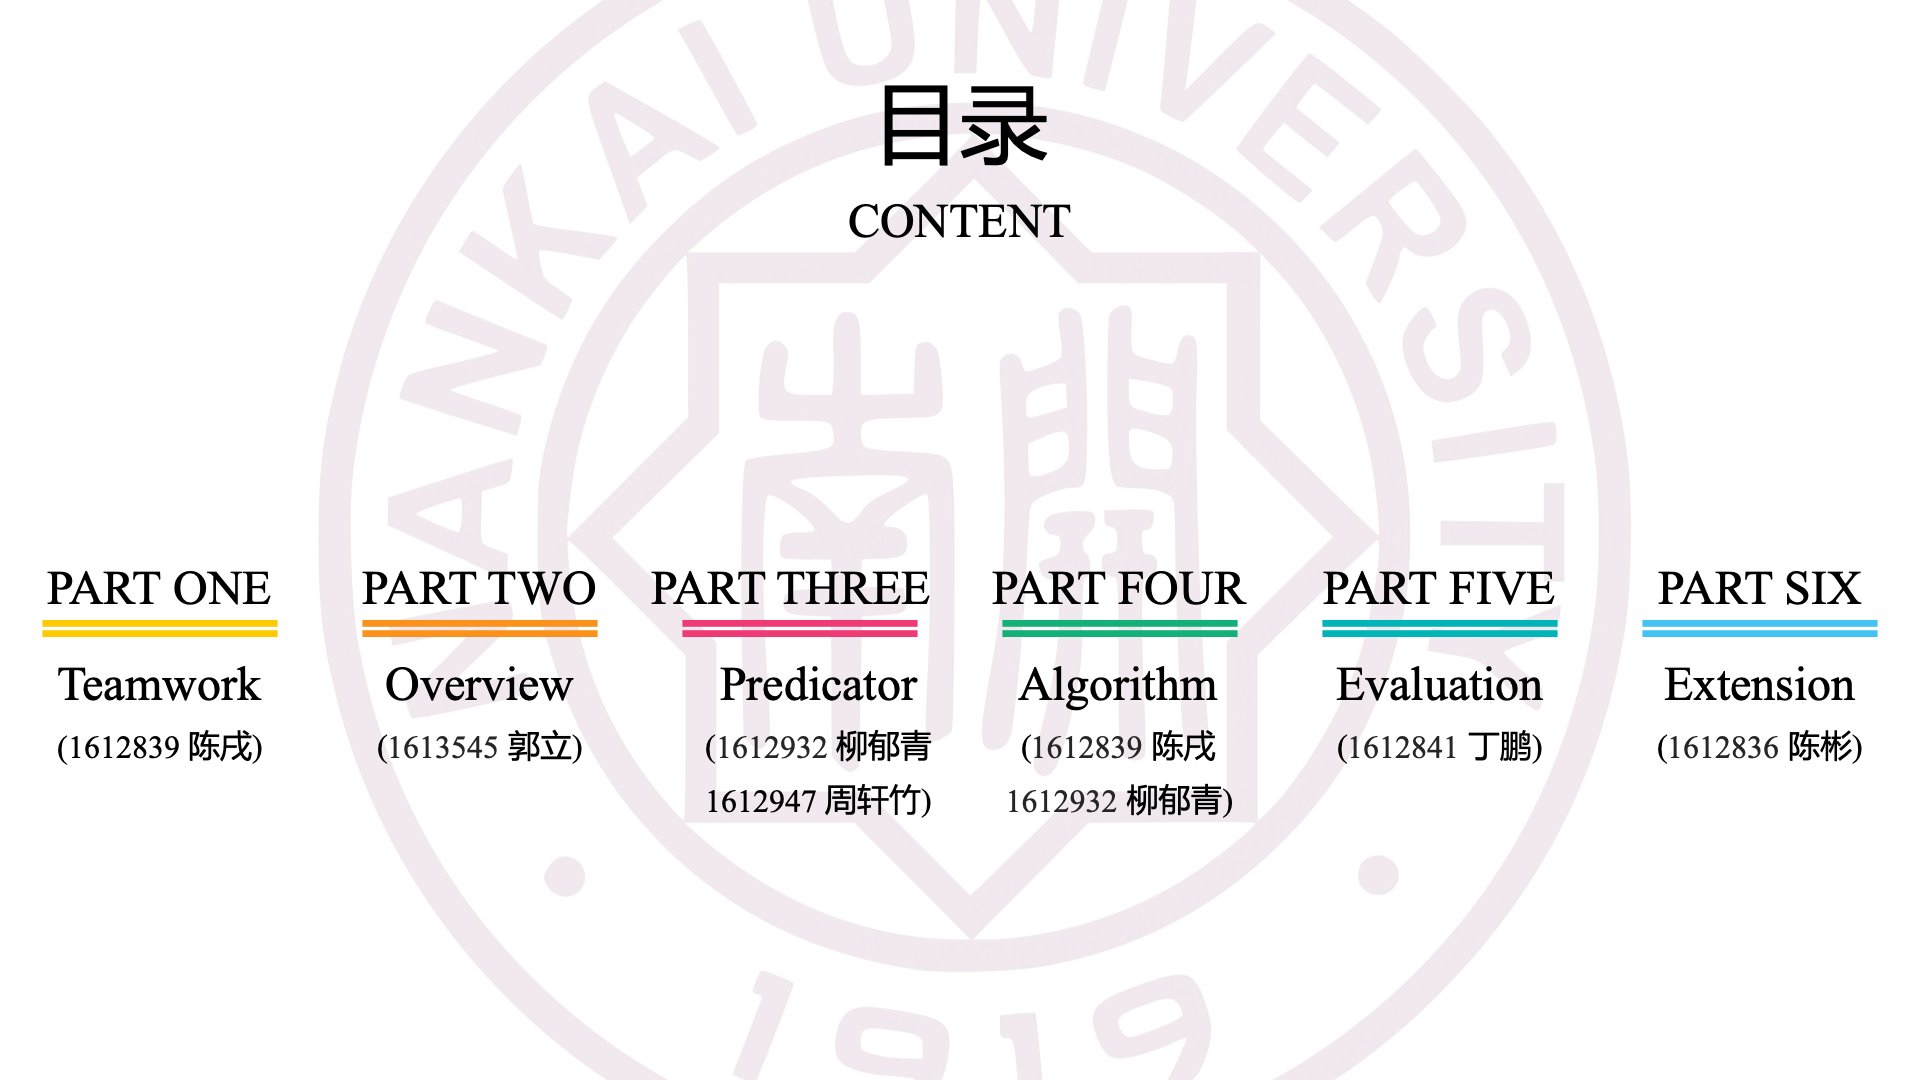 NANKAI UNIVERSITY
目录
CONTENT
南開
PART ONE
Teamwork
(1612839 陈戌)
PART TWO
Overview
(1613545 郭立)
PART THREE
Predicator
(1612932 柳郁青
1612947 周轩竹)
PART FOUR
Algorithm
(1612839 陈戌
1612932 柳郁青)
PART FIVE
Evaluation
(1612841 丁鹏)
PART SIX
Extension
(1612836 陈彬)
1919